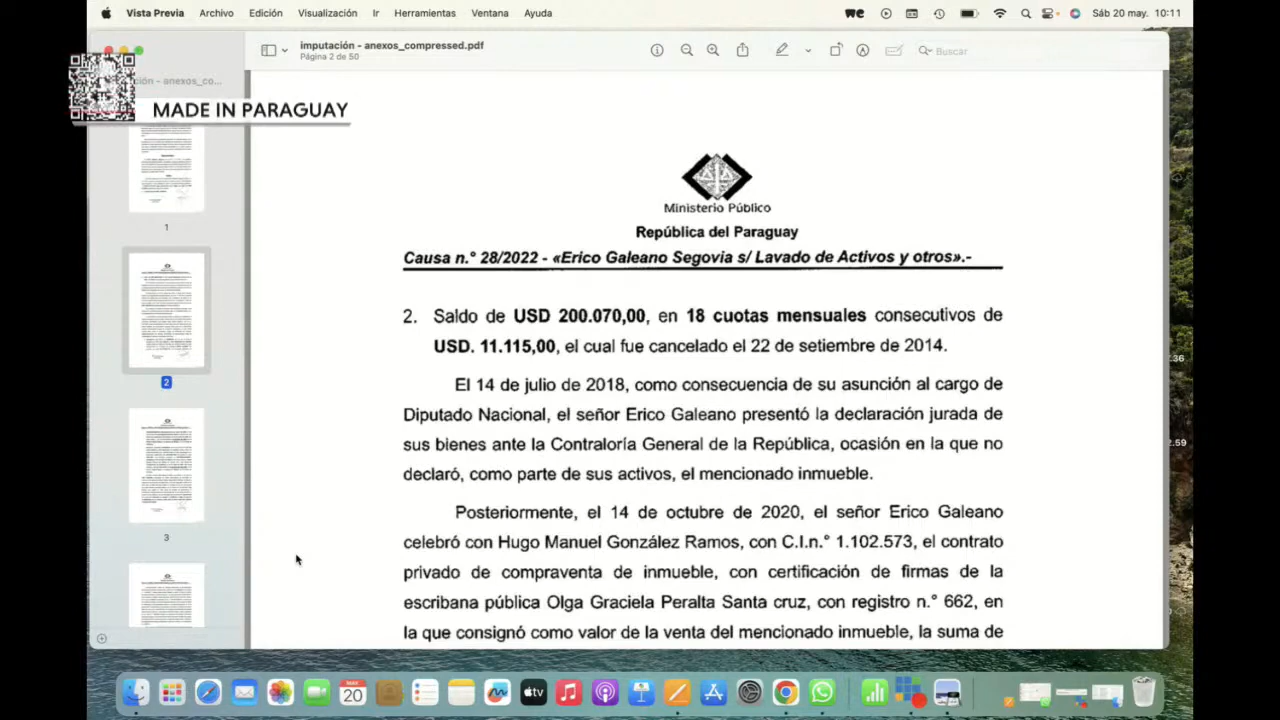 Vista Previa Archivo Edición Visualización Ir Herramientas Ventana Ayuda Sáb 20 may. 10:11
imputación - anexos_compressed.pdf
Página 2 de 50
Buscar
ción - anexos_co...
MADE IN PARAGUAY
1
2
3
Ministerio Público
República del Paraguay
Causa n.° 28/2022 - «Erico Galeano Segovia s/ Lavado de Activos y otros».-
2. Saldo de USD 200.070,00, en 18 cuotas mensuales consecutivos de
USD. 11.115,00, el cual fue cancelado el 22 de setiembre de 2014.
El 14 de julio de 2018, como consecuencia de su asunción al cargo de
Diputado Nacional, el señor Erico Galeano presentó la declaración jurada de
sus bienes ante la Contraloría General de la Republica, ocasión en la que no
declaró, como parte de sus activos, el mencionado inmueble.
Posteriormente, el 14 de octubre de 2020, el señor Erico Galeano
celebró con Hugo Manuel González Ramos, con C.I.n.° 1.102.573, el contrato
privado de compraventa de inmueble, con certificación de firmas de la
escribana pública Olga Graciela Peralta Santa cruz, con registro n.° 662, en
la que consignó como valor de la venta del mencionado inmueble, la suma de
.36
2.59
MAY
20
tv